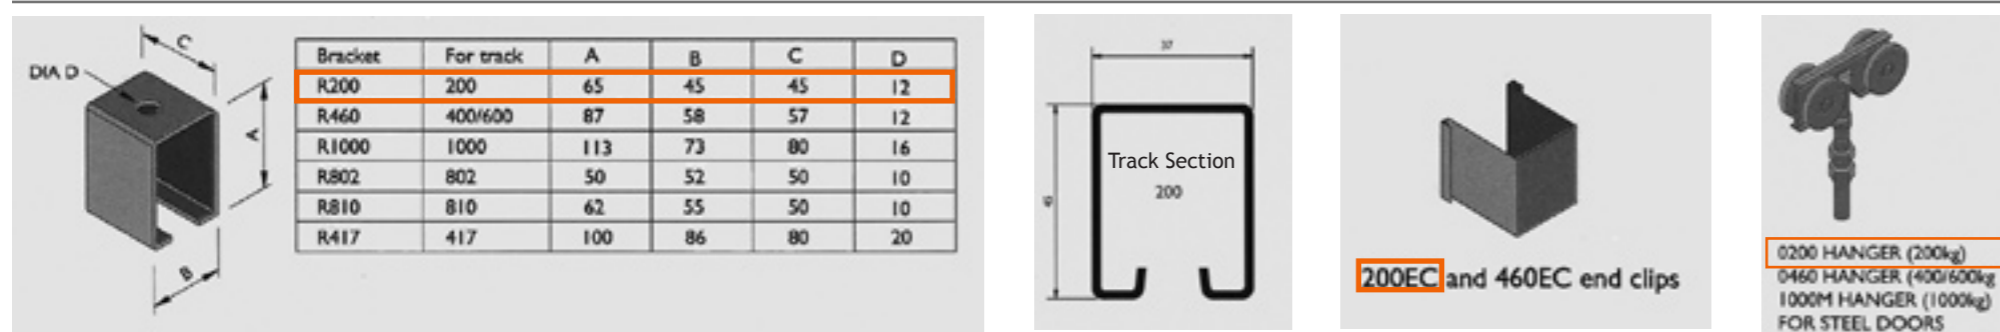 C
DIA D
A
B
Bracket For track A B C D
R200 200 65 45 45 12
R460 400/600 87 58 57 12
R1000 1000 113 73 80 16
R802 802 50 52 50 10
R810 810 62 55 50 10
R417 417 100 86 80 20
37
Track Section
200
45
200EC and 460EC end clips
0200 HANGER (200kg)
0460 HANGER (400/600kg
1000M HANGER (1000kg)
FOR STEEL DOORS